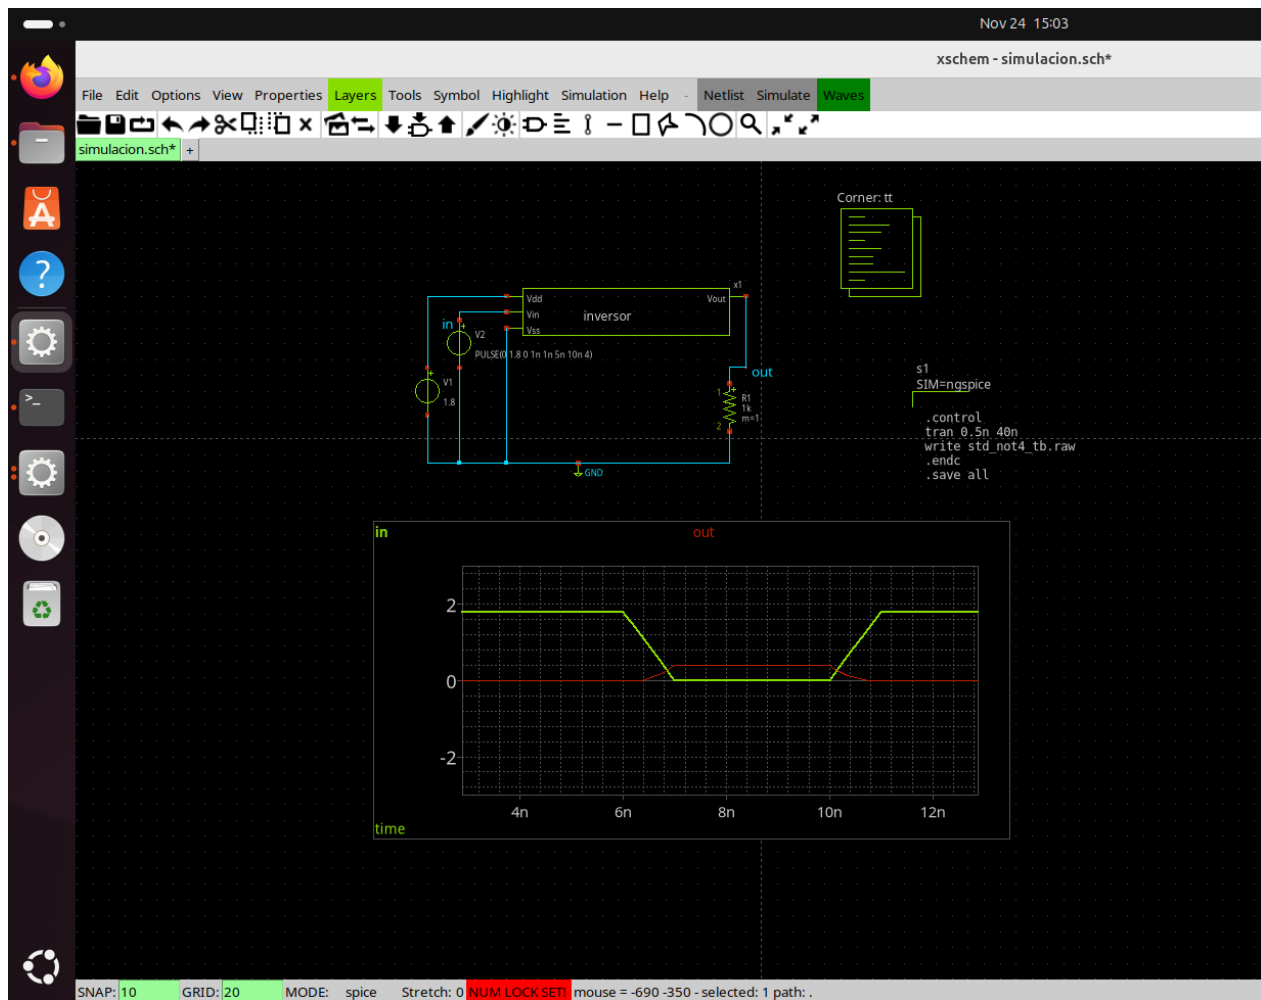 Nov 24  15:03
xschem - simulacion.sch*
File Edit Options View Properties Layers Tools Symbol Highlight Simulation Help - Netlist Simulate Waves
simulacion.sch* +
Corner: tt
x1
Vdd
Vout
Vin
inversor
Vss
in
V2
PULSE(0 1.8 0 1n 1n 5n 10n 4)
V1
1.8
out
1
R1
1k
m=1
2
GND
s1
SIM=ngspice
.control
tran 0.5n 40n
write std_not4_tb.raw
.endc
.save all
in
out
2
0
-2
4n 6n 8n 10n 12n
time
SNAP: 10 GRID: 20 MODE: spice Stretch: 0 NUM LOCK SET! mouse = -690 -350 - selected: 1 path: .